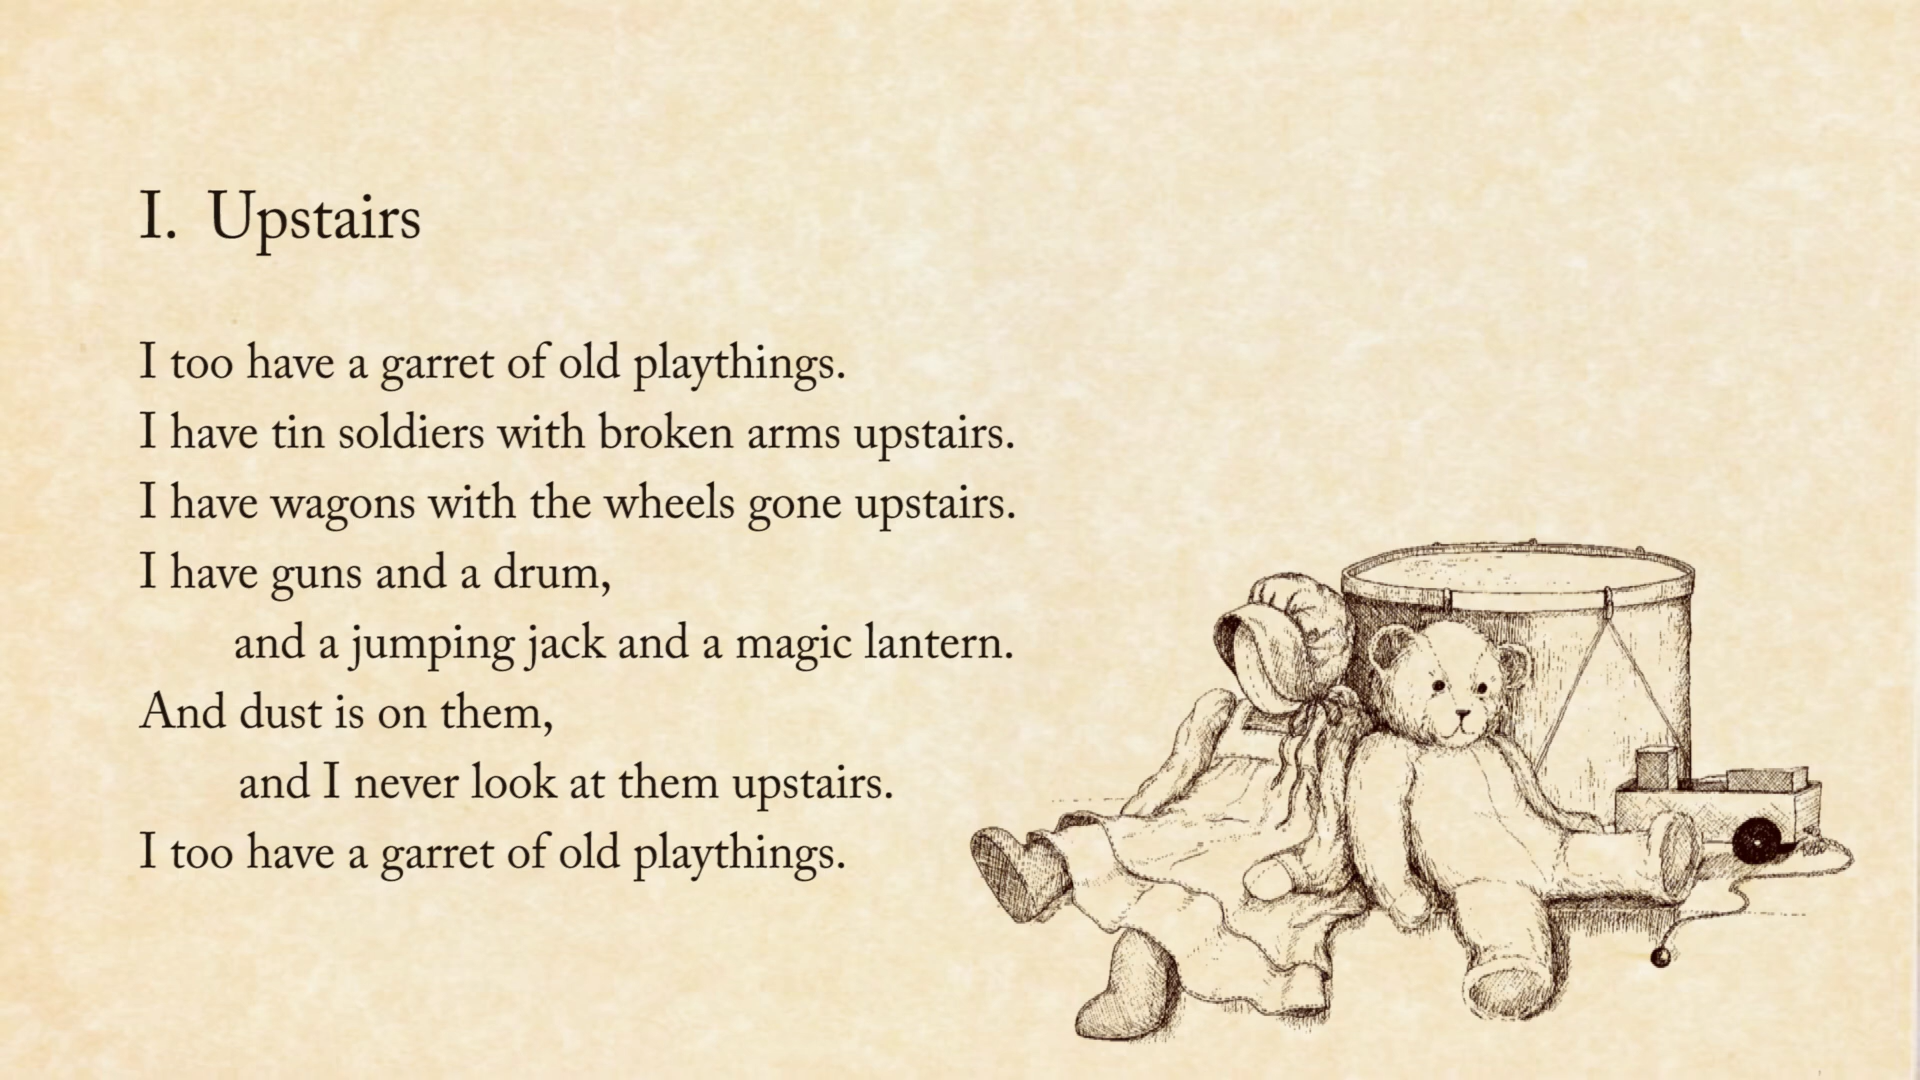 I. Upstairs
I too have a garret of old playthings.
I have tin soldiers with broken arms upstairs.
I have wagons with the wheels gone upstairs.
I have guns and a drum,
and a jumping jack and a magic lantern.
And dust is on them,
and I never look at them upstairs.
I too have a garret of old playthings.